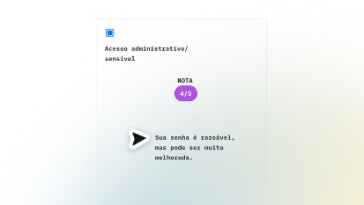 Acesso administrativo/
sensível
NOTA
4/5
Sua senha é razoável,
mas pode ser muito
melhorada.